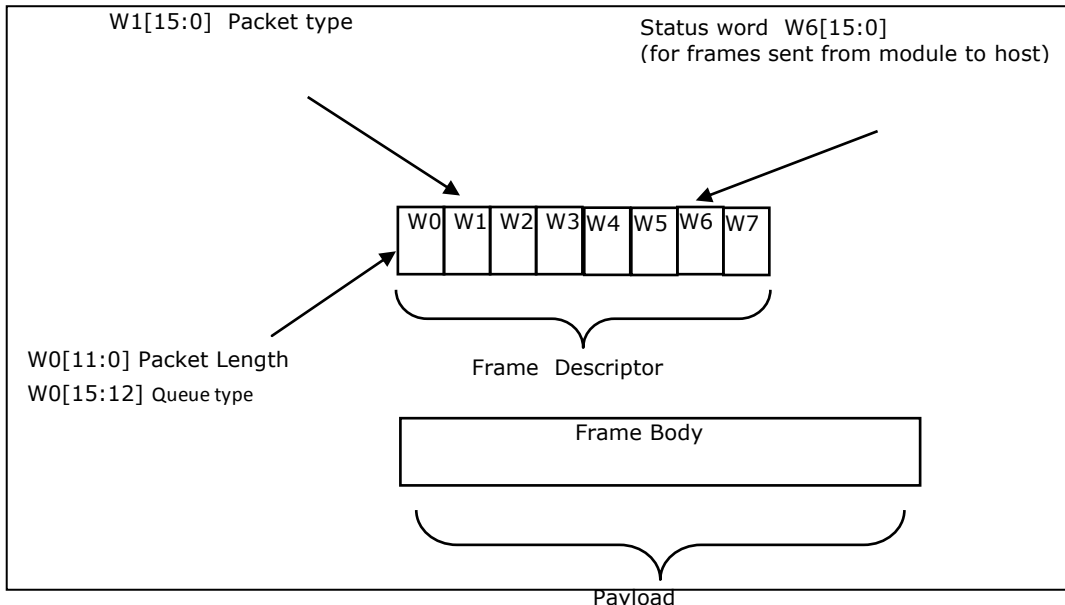 W1[15:0] Packet type
Status word W6[15:0]
(for frames sent from module to host)
W0 W1 W2 W3 W4 W5 W6 W7
W0[11:0] Packet Length
W0[15:12] Queue type
Frame Descriptor
Frame Body
Payload